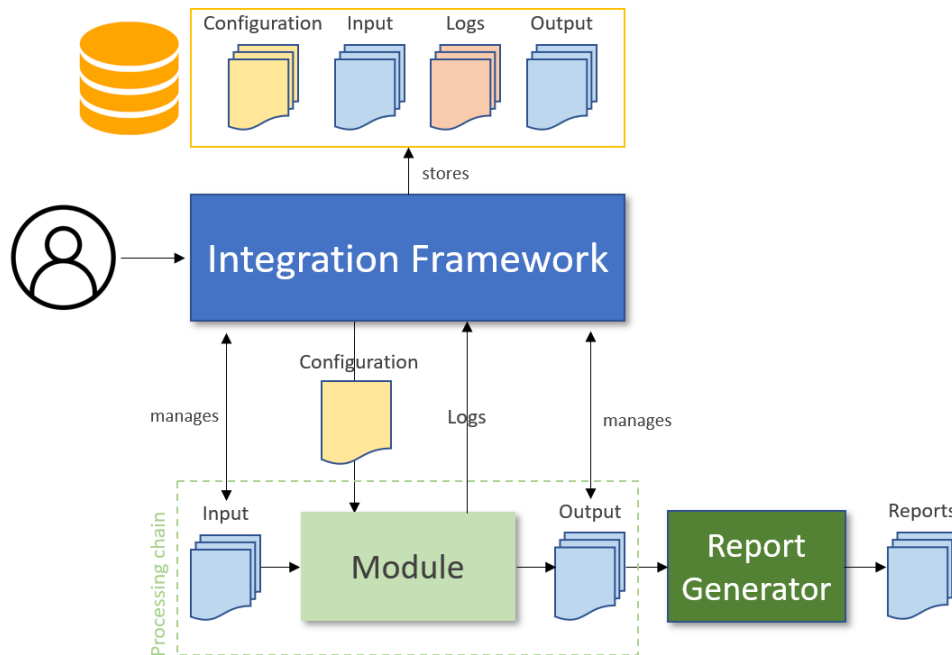 Configuration
Input
Logs
Output
stores
Integration Framework
Configuration
manages
Logs
manages
Input
Output
Reports
Processing chain
Module
Report
Generator